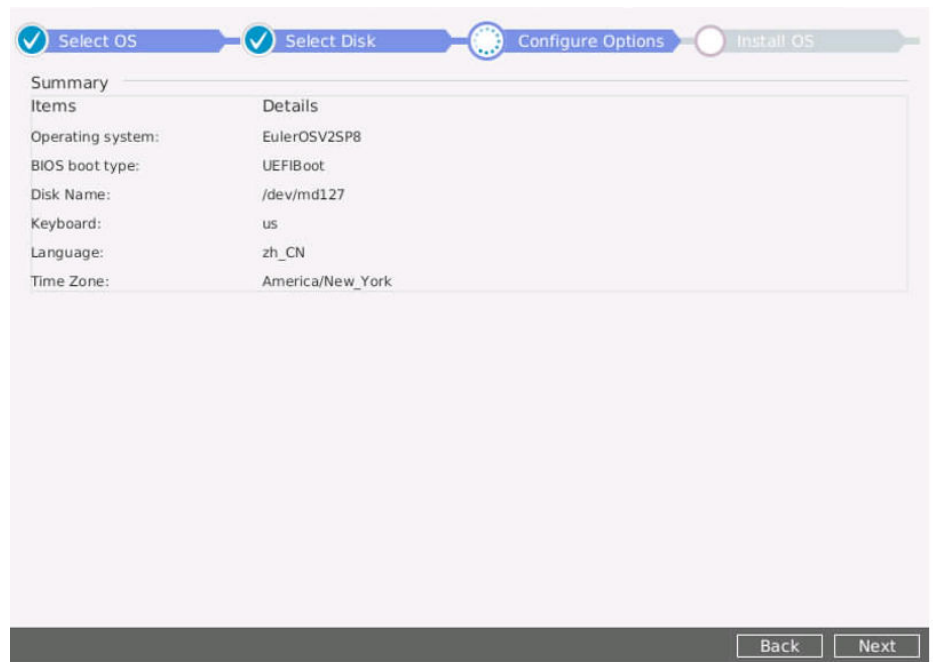 Select OS Select Disk Configure Options Install OS
Summary
Items Details
Operating system: EulerOSV2SP8
BIOS boot type: UEFIBoot
Disk Name: /dev/md127
Keyboard: us
Language: zh_CN
Time Zone: America/New_York
Back Next